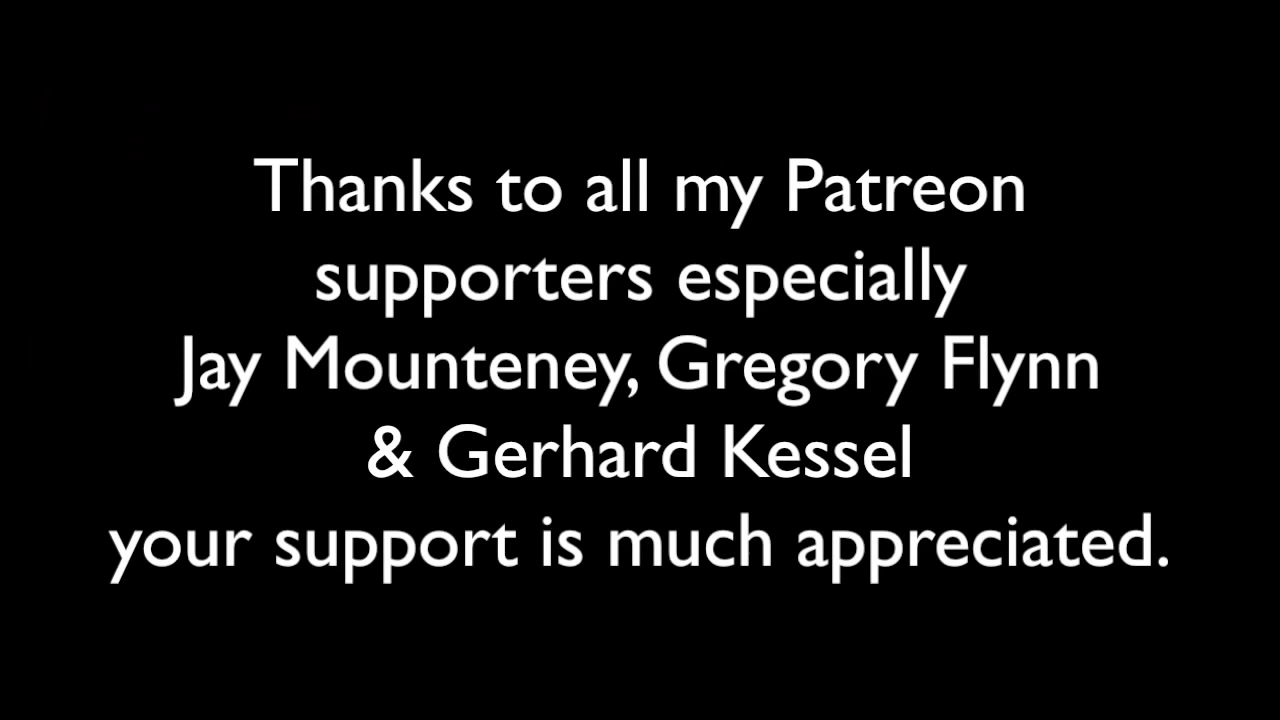 Thanks to all my Patreon
supporters especially
Jay Mounteney, Gregory Flynn
& Gerhard Kessel
your support is much appreciated.